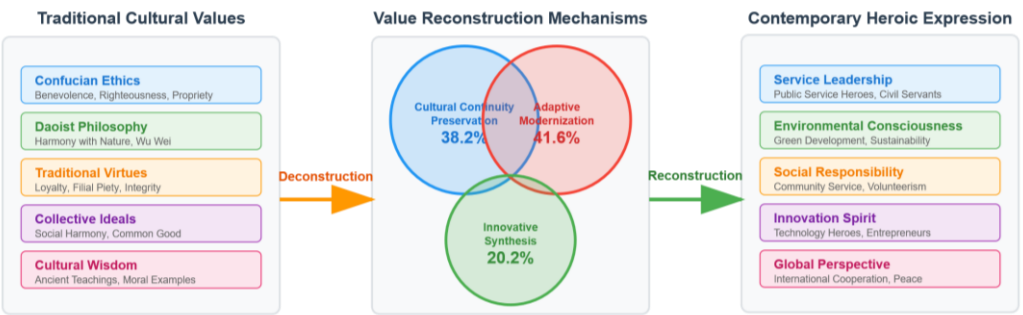 Traditional Cultural Values
Confucian Ethics
Benevolence, Righteousness, Propriety
Daoist Philosophy
Harmony with Nature, Wu Wei
Traditional Virtues
Loyalty, Filial Piety, Integrity
Collective Ideals
Social Harmony, Common Good
Cultural Wisdom
Ancient Teachings, Moral Examples
Deconstruction
Value Reconstruction Mechanisms
Cultural Continuity
Preservation
38.2%
Adaptive
Modernization
41.6%
Innovative
Synthesis
20.2%
Reconstruction
Contemporary Heroic Expression
Service Leadership
Public Service Heroes, Civil Servants
Environmental Consciousness
Green Development, Sustainability
Social Responsibility
Community Service, Volunteerism
Innovation Spirit
Technology Heroes, Entrepreneurs
Global Perspective
International Cooperation, Peace